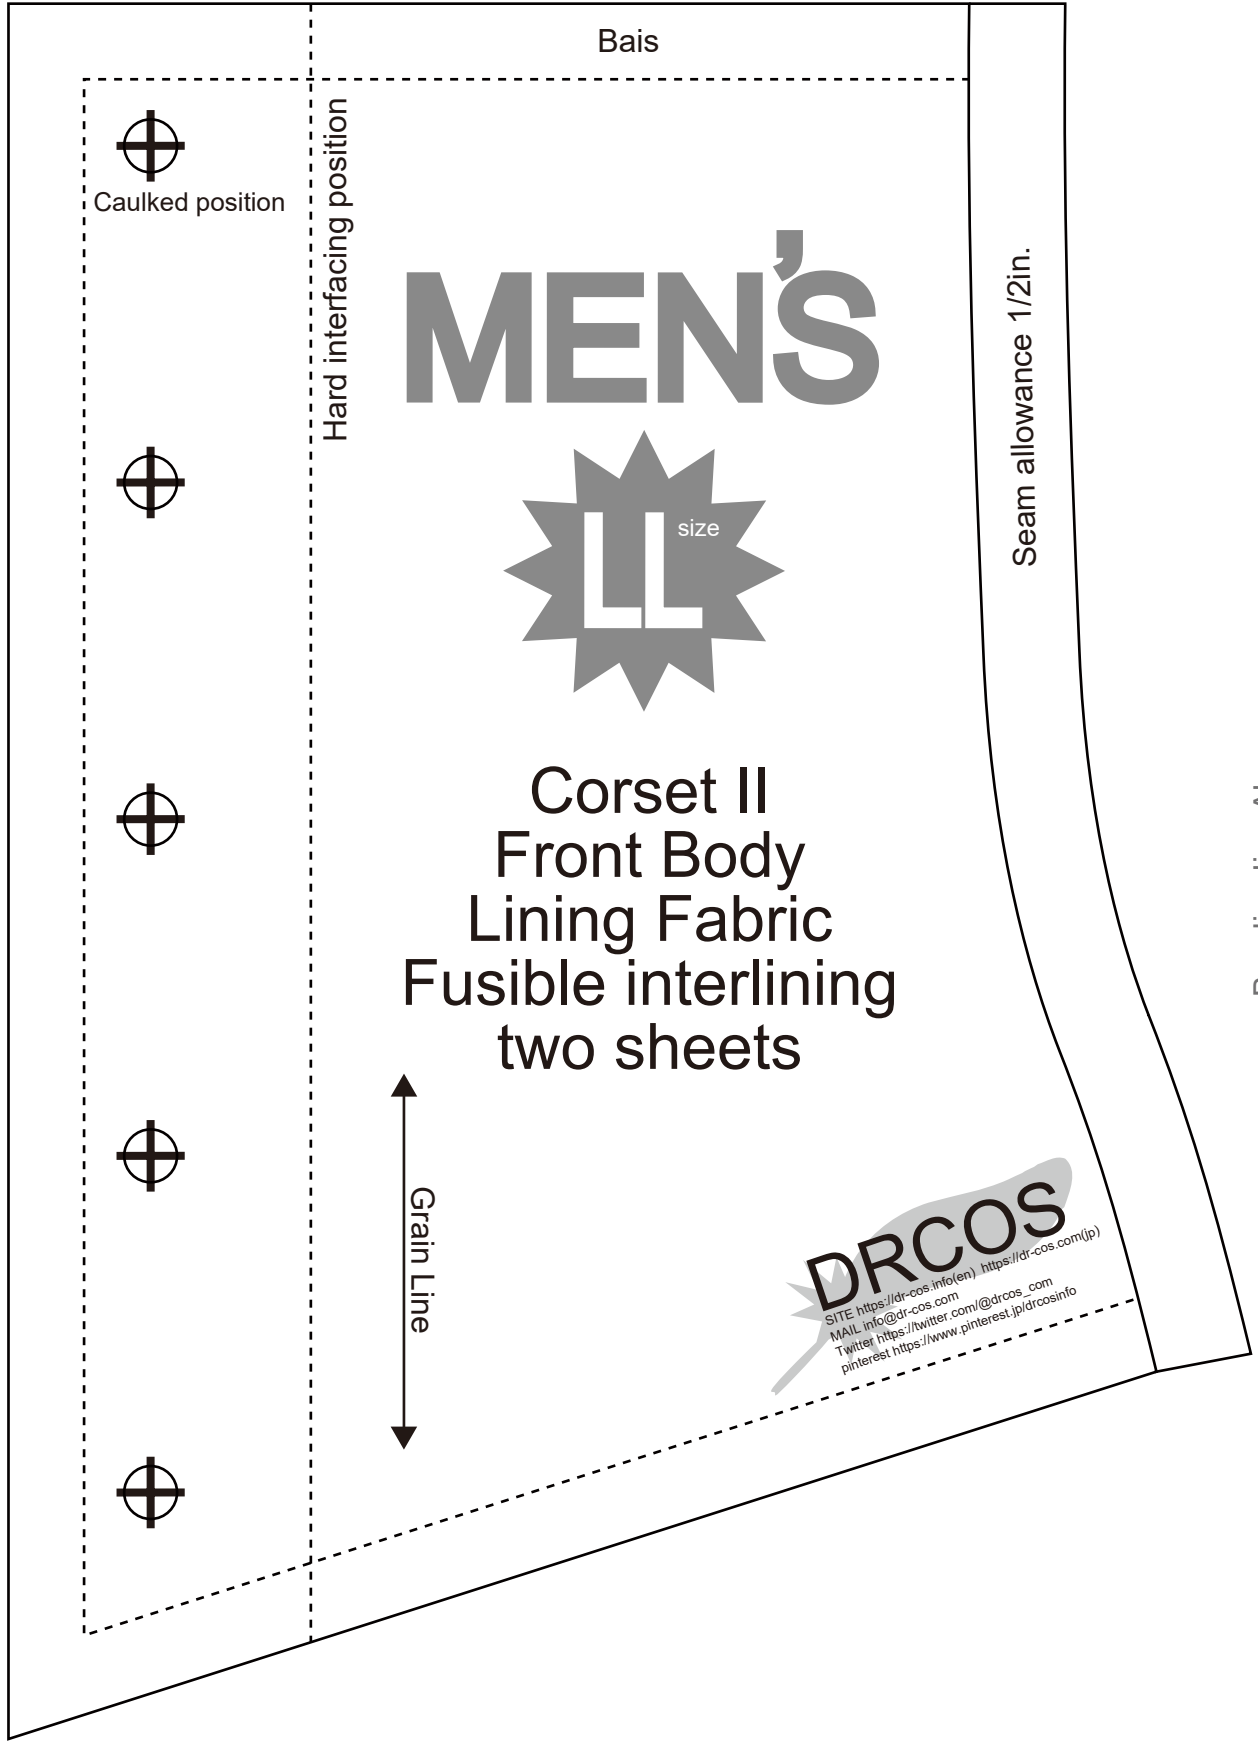 Bais
Caulked position
Hard interfacing position
MEN'S
LL size
Seam allowance 1/2in.
Corset II
Front Body
Lining Fabric
Fusible interlining
two sheets
Grain Line
DRCOS
SITE https://dr-cos.info(en) https://dr-cos.com(jp)
MAIL info@dr-cos.com
Twitter https://twitter.com/@drcos_com
pinterest https://www.pinterest.jp/drcosinfo